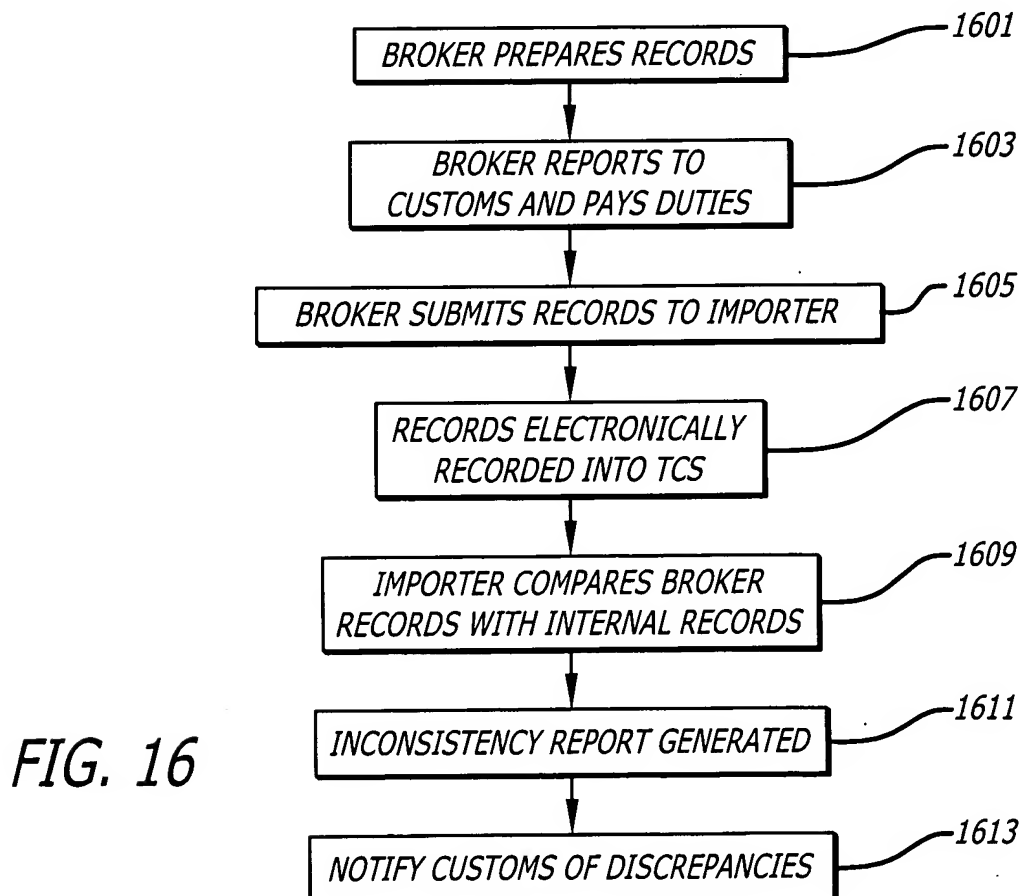 1601
BROKER PREPARES RECORDS
1603
BROKER REPORTS TO
CUSTOMS AND PAYS DUTIES
1605
BROKER SUBMITS RECORDS TO IMPORTER
1607
RECORDS ELECTRONICALLY
RECORDED INTO TCS
1609
IMPORTER COMPARES BROKER
RECORDS WITH INTERNAL RECORDS
1611
INCONSISTENCY REPORT GENERATED
FIG. 16
1613
NOTIFY CUSTOMS OF DISCREPANCIES